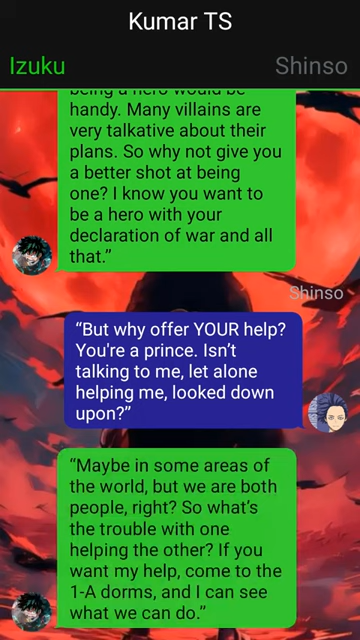 Kumar TS
Izuku
Shinso
being a hero would be
handy. Many villains are
very talkative about their
plans. So why not give you
a better shot at being
one? I know you want to
be a hero with your
declaration of war and all
that.”
Shinso
“But why offer YOUR help?
You're a prince. Isn’t
talking to me, let alone
helping me, looked down
upon?”
“Maybe in some areas of
the world, but we are both
people, right? So what’s
the trouble with one
helping the other? If you
want my help, come to the
1-A dorms, and I can see
what we can do.”